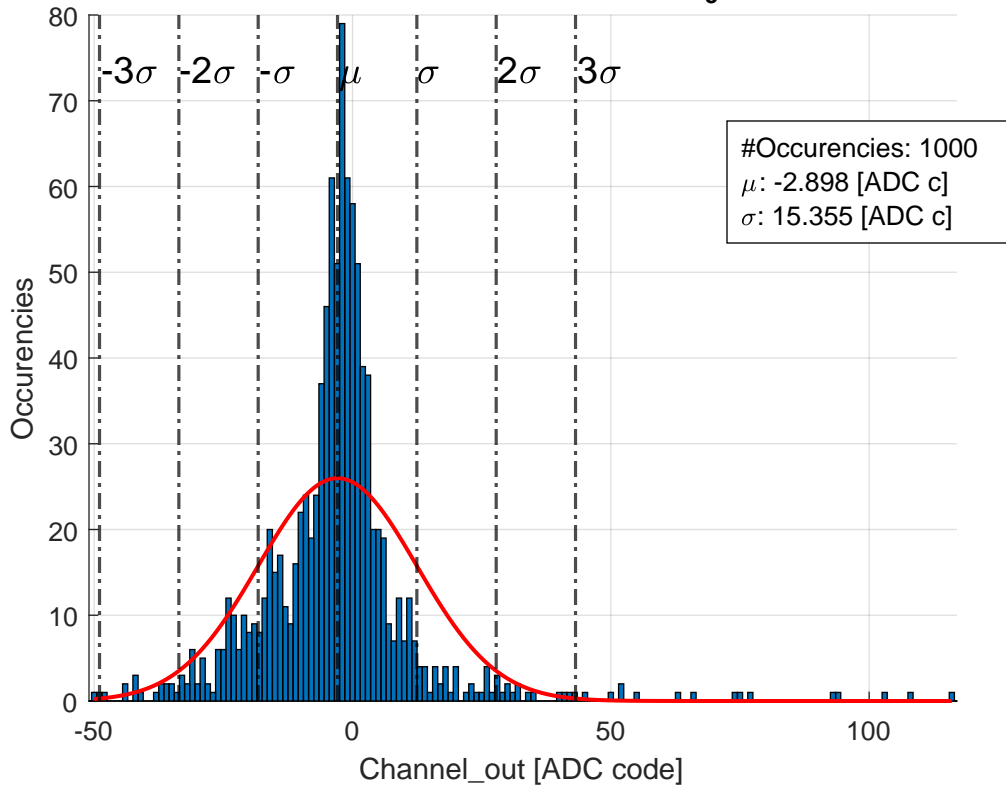 80
70
60
50
40
30
20
10
0
-3σ
-2σ
-σ
μ
σ
2σ
3σ
#Occurencies: 1000
μ: -2.898 [ADC c]
σ: 15.355 [ADC c]
Occurencies
-50
0
50
100
Channel_out [ADC code]